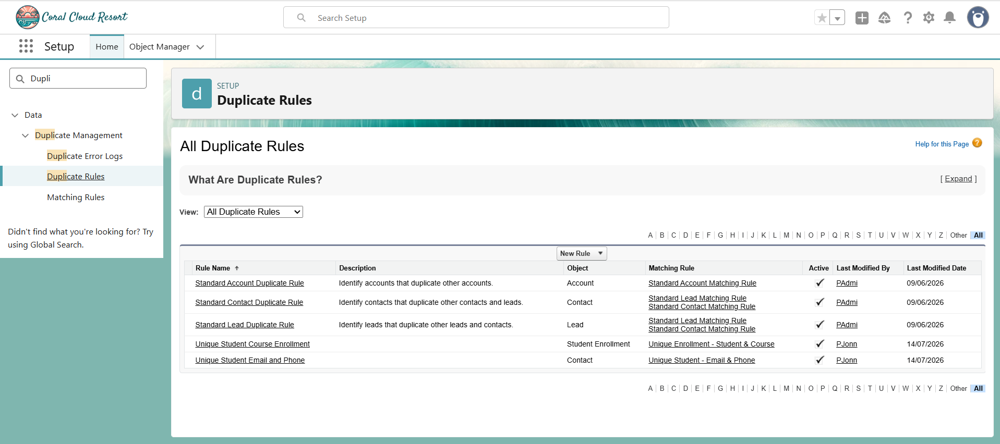 Coral Cloud Resort
Search Setup
Setup
Home
Object Manager
Dupli
Data
Duplicate Management
Duplicate Error Logs
Duplicate Rules
Matching Rules
Didn't find what you're looking for? Try
using Global Search.
d
SETUP
Duplicate Rules
All Duplicate Rules
Help for this Page ?
What Are Duplicate Rules?
[ Expand ]
View: All Duplicate Rules
A | B | C | D | E | F | G | H | I | J | K | L | M | N | O | P | Q | R | S | T | U | V | W | X | Y | Z | Other | All
New Rule
Rule Name Description Object Matching Rule Active Last Modified By Last Modified Date
Standard Account Duplicate Rule Identify accounts that duplicate other accounts. Account Standard Account Matching Rule PAdmi 09/06/2026
Standard Contact Duplicate Rule Identify contacts that duplicate other contacts and leads. Contact Standard Lead Matching Rule
Standard Contact Matching Rule PAdmi 09/06/2026
Standard Lead Duplicate Rule Identify leads that duplicate other leads and contacts. Lead Standard Lead Matching Rule
Standard Contact Matching Rule PAdmi 09/06/2026
Unique Student Course Enrollment Student Enrollment Unique Enrollment - Student & Course PJonn 14/07/2026
Unique Student Email and Phone Contact Unique Student - Email & Phone PJonn 14/07/2026
A | B | C | D | E | F | G | H | I | J | K | L | M | N | O | P | Q | R | S | T | U | V | W | X | Y | Z | Other | All